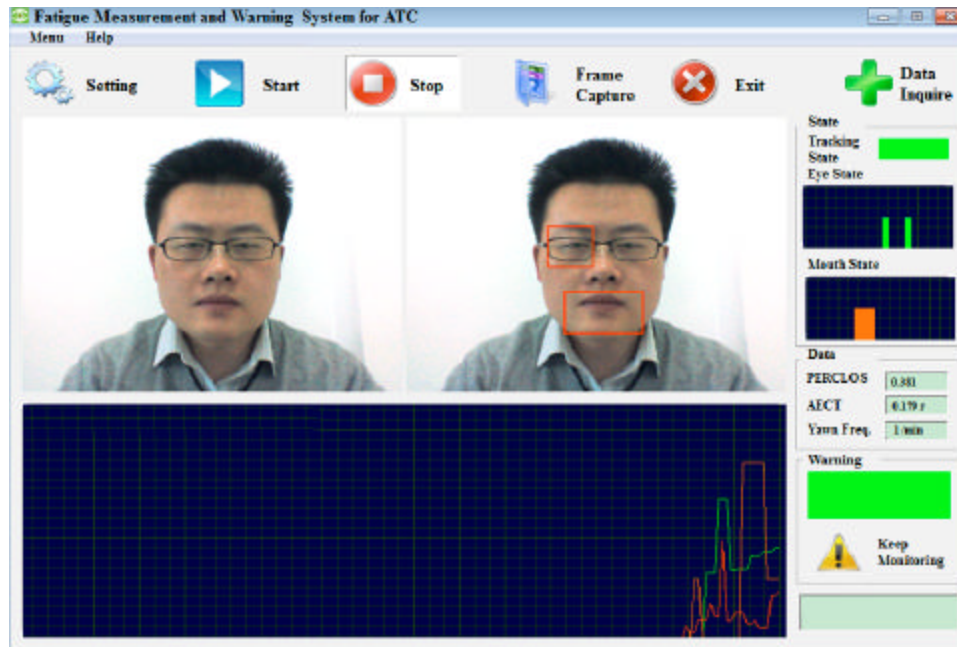 Fatigue Measurement and Warning System for ATC
Menu Help
Setting
Start
Stop
Frame
Capture
Exit
Data
Inquire
State
Tracking
State
Eye State
Mouth State
Data
PERCLOS 0.381
AECT 0.179
Yawn Freq. 1/min
Warning
Keep
Monitoring